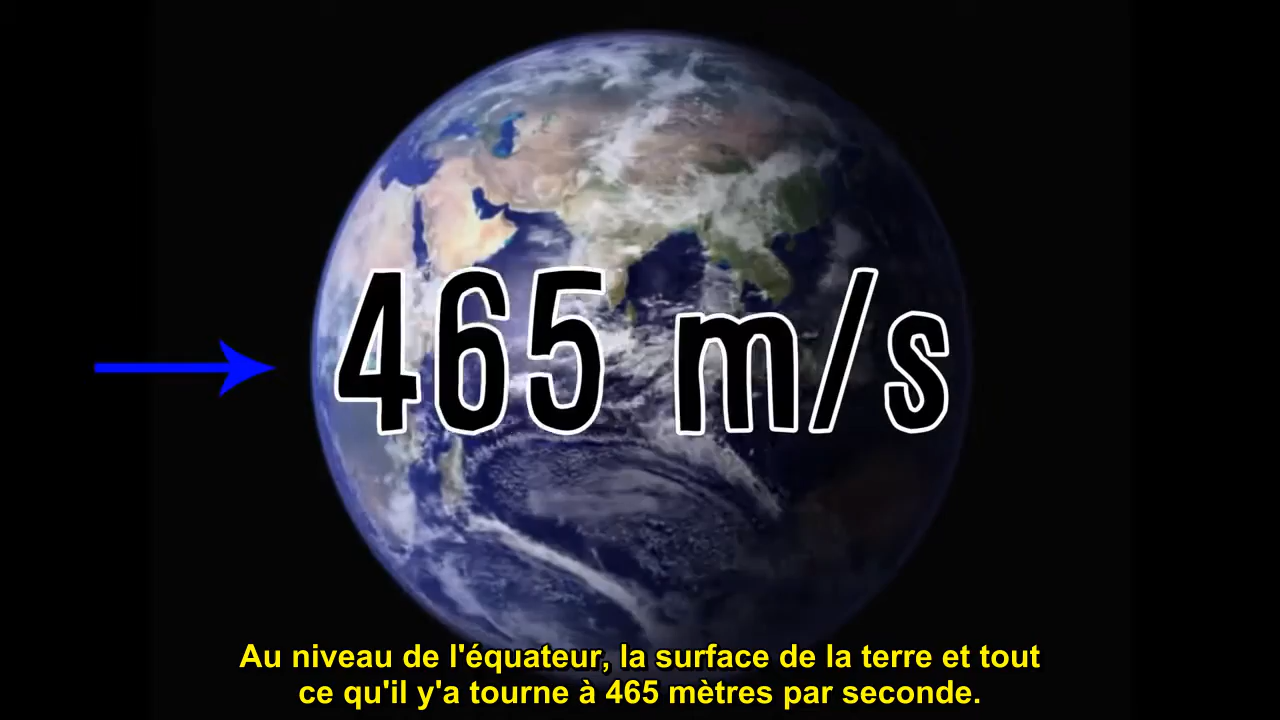 465 m/s
Au niveau de l'équateur, la surface de la terre et tout
ce qu'il y'a tourne à 465 mètres par seconde.